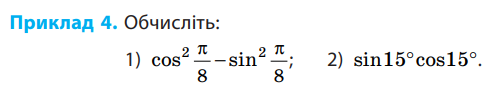 Приклад 4. Обчисліть:
1) cos² π/8 – sin² π/8; 2) sin15°cos15°.